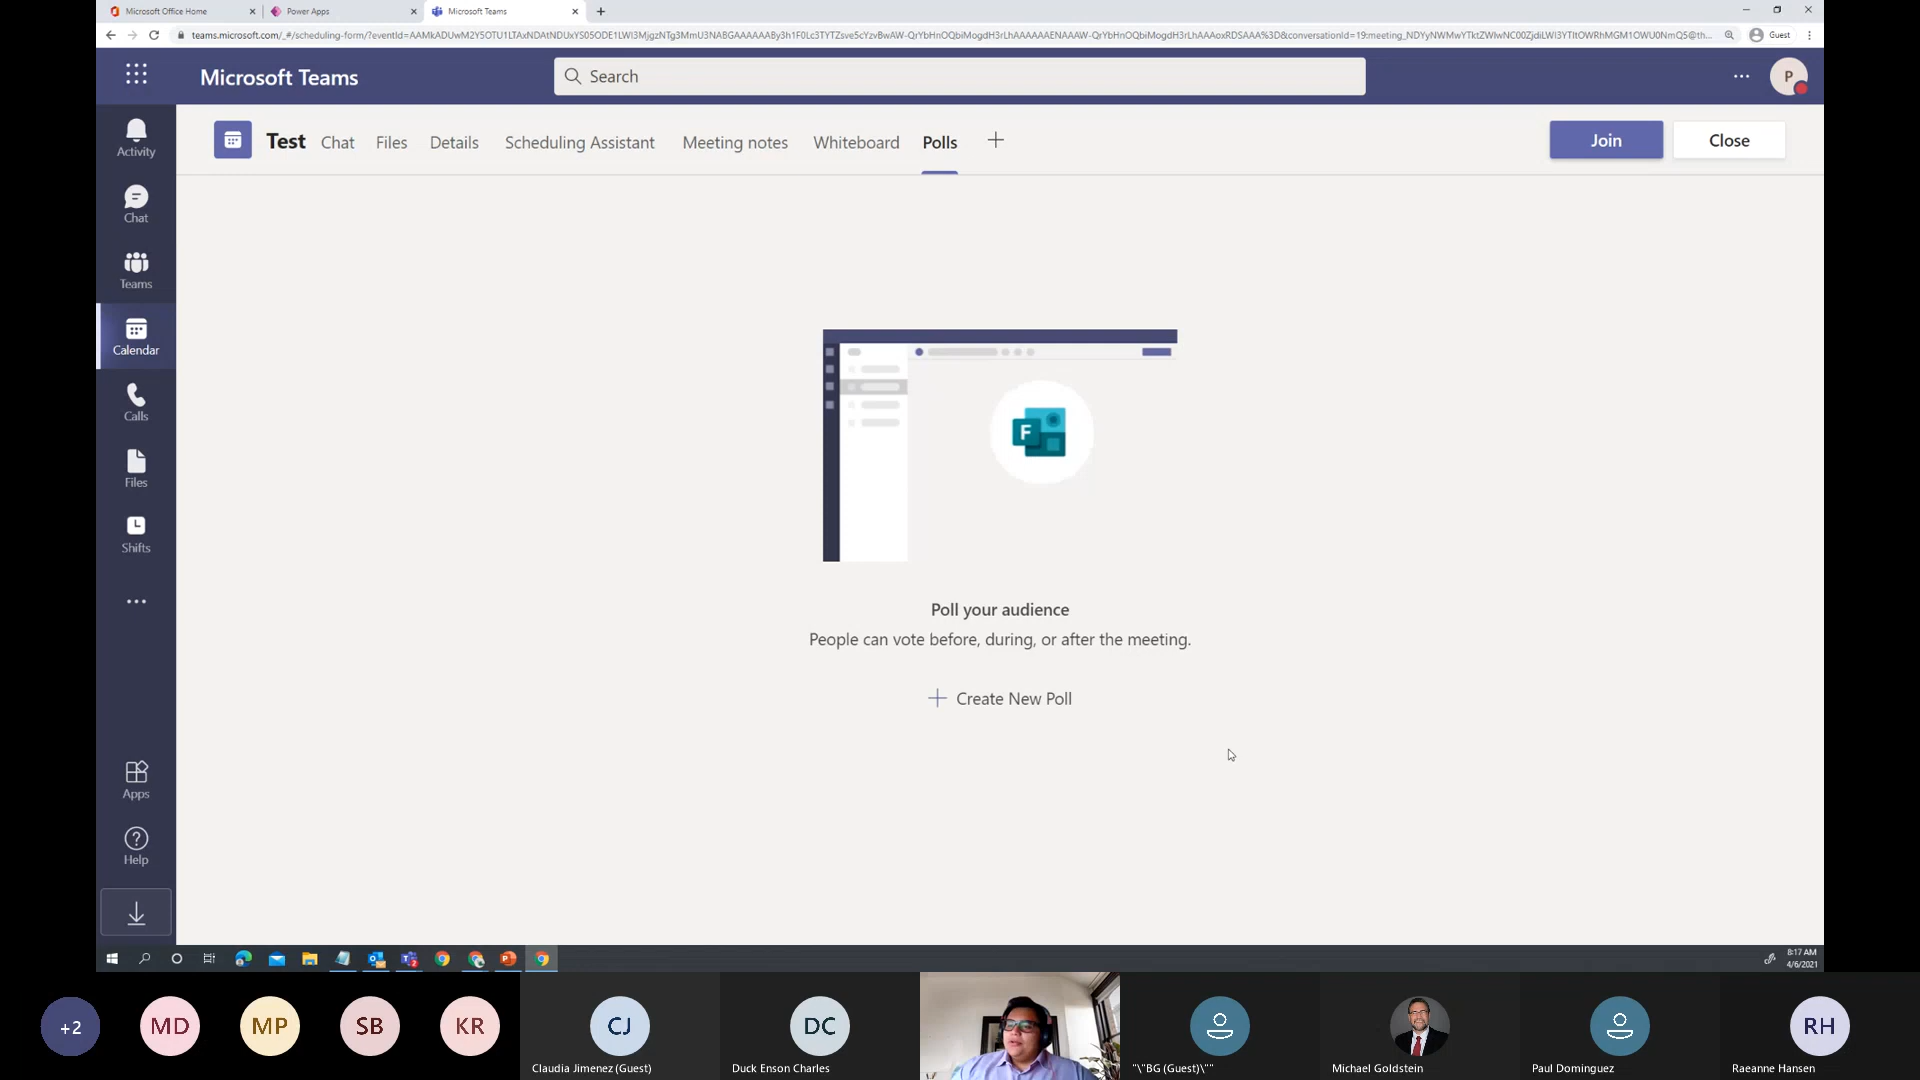 Microsoft Office Home
Power Apps
Microsoft Teams
Guest
Microsoft Teams
Search
P
Test
Chat
Files
Details
Scheduling Assistant
Meeting notes
Whiteboard
Polls
Join
Close
Activity
Chat
Teams
Calendar
Calls
Files
Shifts
Apps
Help
F
Poll your audience
People can vote before, during, or after the meeting.
Create New Poll
8:17 AM
4/6/2021
+2
MD
MP
SB
KR
CJ
Claudia Jimenez (Guest)
DC
Duck Enson Charles
"\"BG (Guest)\""
Michael Goldstein
Paul Dominguez
RH
Raeanne Hansen